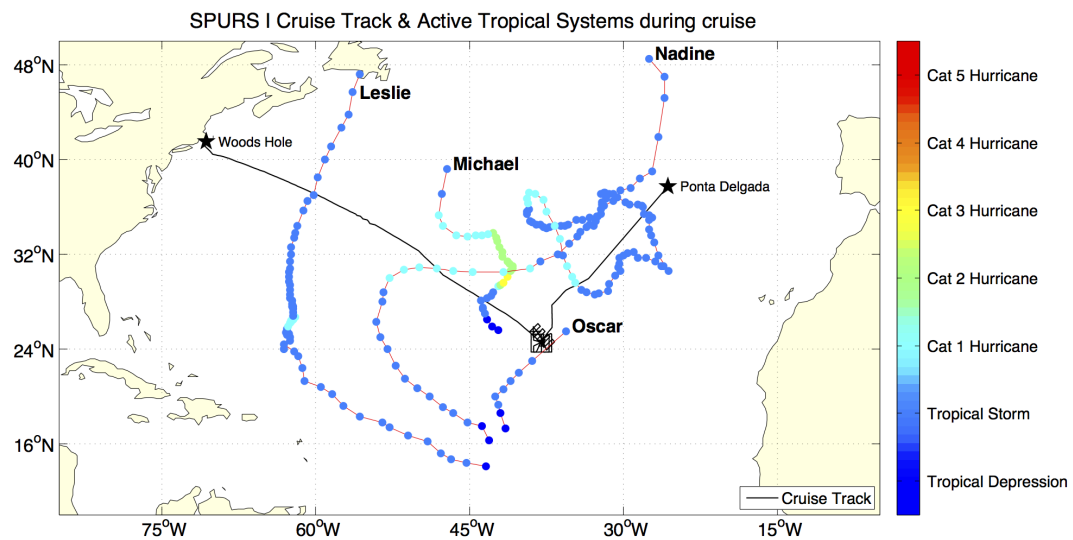 SPURS I Cruise Track & Active Tropical Systems during cruise
48°N
40°N
32°N
24°N
16°N
75°W
60°W
45°W
30°W
15°W
Nadine
Leslie
Woods Hole
Michael
Ponta Delgada
Oscar
Cruise Track
Cat 5 Hurricane
Cat 4 Hurricane
Cat 3 Hurricane
Cat 2 Hurricane
Cat 1 Hurricane
Tropical Storm
Tropical Depression